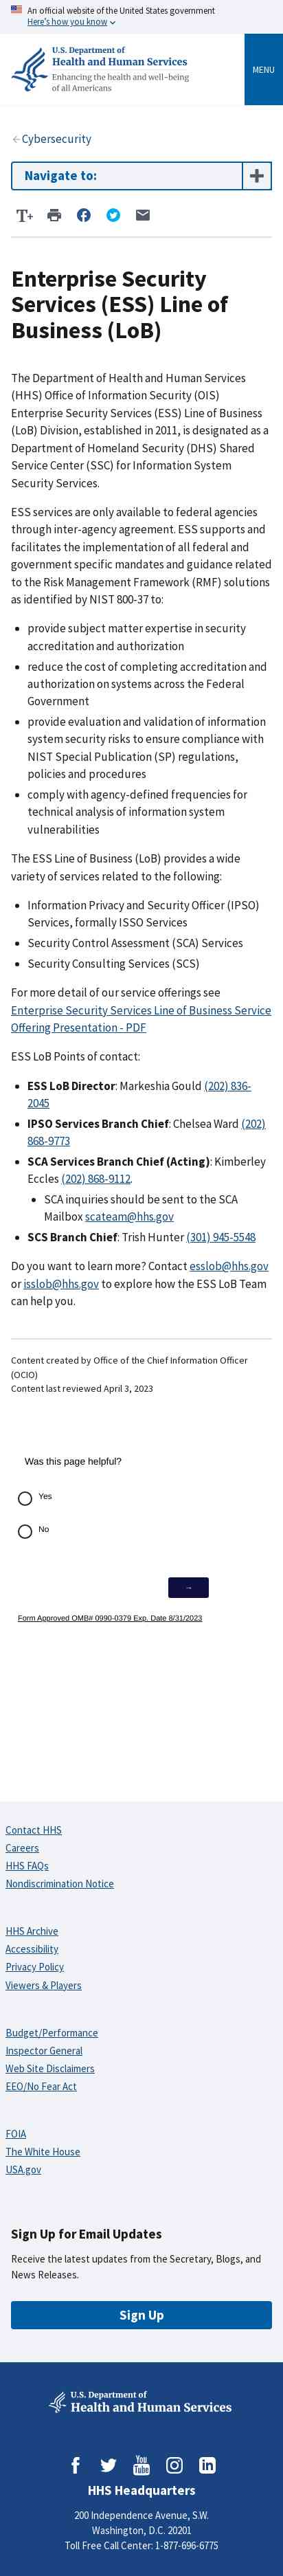 An official website of the United States government
Here's how you know
U.S. Department of
Health and Human Services
Enhancing the health and well-being
of all Americans
MENU
Cybersecurity
Navigate to:
T+
Enterprise Security
Services (ESS) Line of
Business (LoB)
The Department of Health and Human Services
(HHS) Office of Information Security (OIS)
Enterprise Security Services (ESS) Line of Business
(LoB) Division, established in 2011, is designated as a
Department of Homeland Security (DHS) Shared
Service Center (SSC) for Information System
Security Services.
ESS services are only available to federal agencies
through inter-agency agreement. ESS supports and
facilitates the implementation of all federal and
government specific mandates and guidance related
to the Risk Management Framework (RMF) solutions
as identified by NIST 800-37 to:
• provide subject matter expertise in security
accreditation and authorization
• reduce the cost of completing accreditation and
authorization on systems across the Federal
Government
• provide evaluation and validation of information
system security risks to ensure compliance with
NIST Special Publication (SP) regulations,
policies and procedures
• comply with agency-defined frequencies for
technical analysis of information system
vulnerabilities
The ESS Line of Business (LoB) provides a wide
variety of services related to the following:
• Information Privacy and Security Officer (IPSO)
Services, formally ISSO Services
• Security Control Assessment (SCA) Services
• Security Consulting Services (SCS)
For more detail of our service offerings see
Enterprise Security Services Line of Business Service
Offering Presentation - PDF
ESS LoB Points of contact:
• ESS LoB Director: Markeshia Gould (202) 836-
2045
• IPSO Services Branch Chief: Chelsea Ward (202)
868-9773
• SCA Services Branch Chief (Acting): Kimberley
Eccles (202) 868-9112.
• SCA inquiries should be sent to the SCA
Mailbox scateam@hhs.gov
• SCS Branch Chief: Trish Hunter (301) 945-5548
Do you want to learn more? Contact esslob@hhs.gov
or isslob@hhs.gov to explore how the ESS LoB Team
can help you.
Content created by Office of the Chief Information Officer
(OCIO)
Content last reviewed April 3, 2023
Was this page helpful?
Yes
No
→
Form Approved OMB# 0990-0379 Exp. Date 8/31/2023
Contact HHS
Careers
HHS FAQs
Nondiscrimination Notice
HHS Archive
Accessibility
Privacy Policy
Viewers & Players
Budget/Performance
Inspector General
Web Site Disclaimers
EEO/No Fear Act
FOIA
The White House
USA.gov
Sign Up for Email Updates
Receive the latest updates from the Secretary, Blogs, and
News Releases.
Sign Up
U.S. Department of
Health and Human Services
You Tube
HHS Headquarters
200 Independence Avenue, S.W.
Washington, D.C. 20201
Toll Free Call Center: 1-877-696-6775